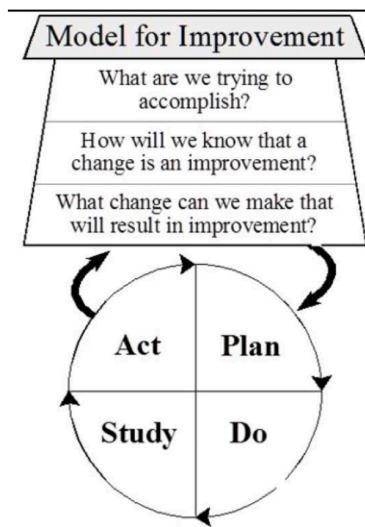 Model for Improvement
What are we trying to
accomplish?
How will we know that a
change is an improvement?
What change can we make that
will result in improvement?
Act
Plan
Study
Do